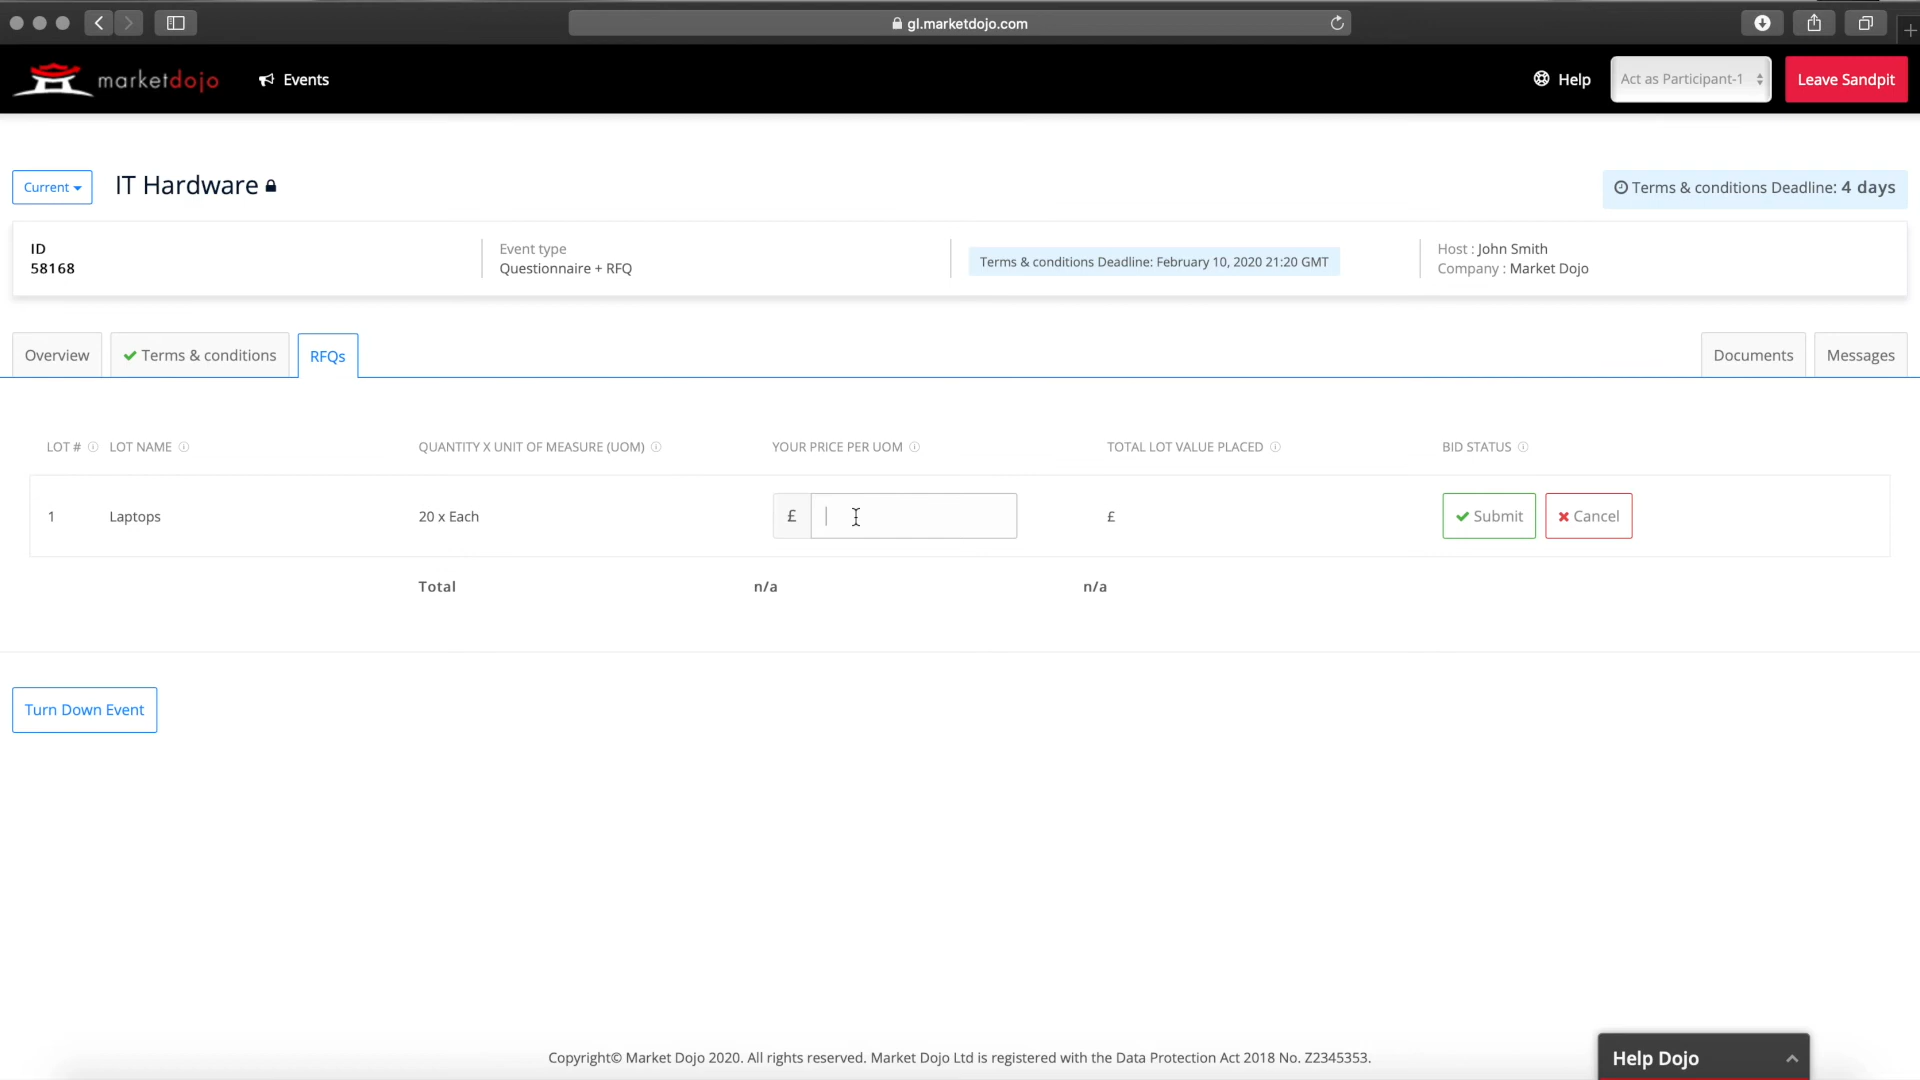 gl.marketdojo.com
marketdojo
Events
Help
Act as Participant-1
Leave Sandpit
Current
IT Hardware
Terms & conditions Deadline: 4 days
ID
58168
Event type
Questionnaire + RFQ
Terms & conditions Deadline: February 10, 2020 21:20 GMT
Host : John Smith
Company : Market Dojo
Overview
Terms & conditions
RFQs
Documents
Messages
LOT # LOT NAME QUANTITY X UNIT OF MEASURE (UOM) YOUR PRICE PER UOM TOTAL LOT VALUE PLACED BID STATUS
1 Laptops 20 x Each £ £ Submit Cancel
Total n/a n/a
Turn Down Event
Copyright© Market Dojo 2020. All rights reserved. Market Dojo Ltd is registered with the Data Protection Act 2018 No. Z2345353.
Help Dojo